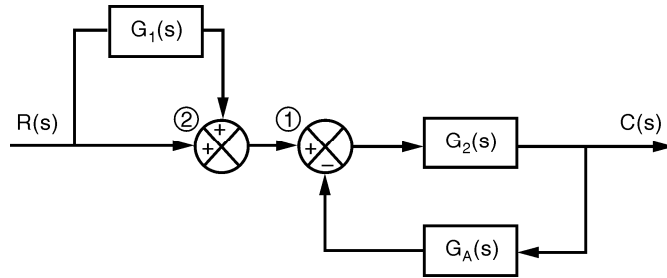 G₁(s)
R(s)
②
①
+
+
+
−
G₂(s)
C(s)
G_A(s)